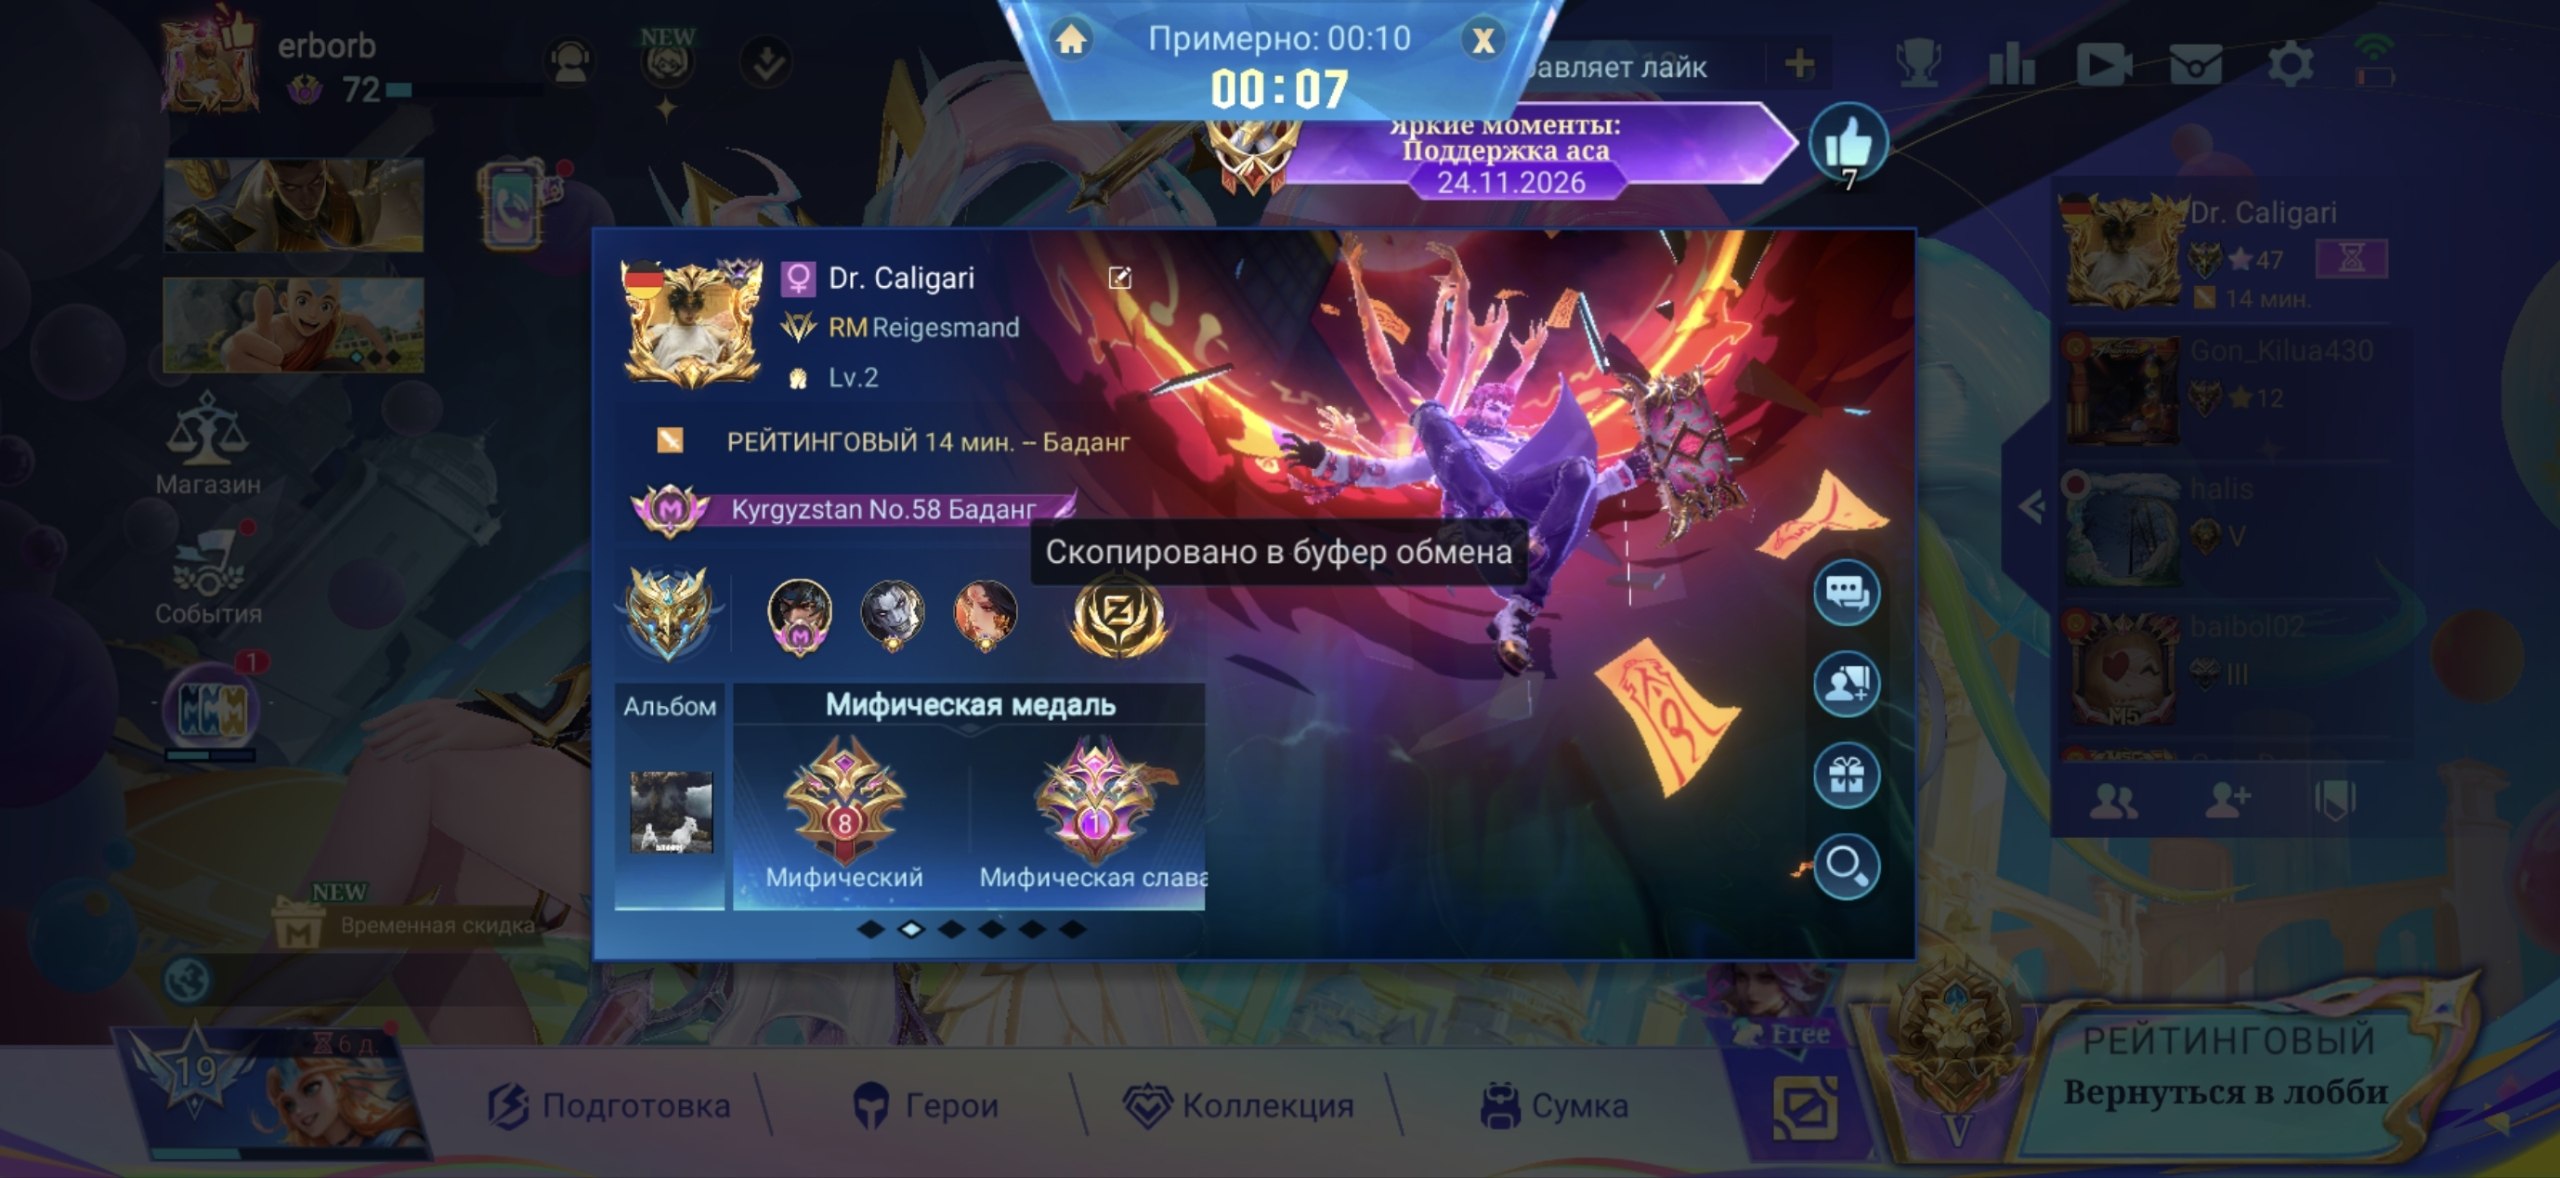 erborb
72
NEW
Примерно: 00:10
X
00:07
авляет лайк
Яркие моменты:
Поддержка аса
24.11.2026
7
Dr. Caligari
RM Reigesmand
Lv.2
РЕЙТИНГОВЫЙ 14 мин. -- Баданг
M
Kyrgyzstan No.58 Баданг
Скопировано в буфер обмена
M
Альбом
Мифическая медаль
8
1
Мифический
Мифическая слава
Магазин
События
1
NEW
M
Временная скидка
Dr. Caligari
47
14 мин.
Gon_Kilua430
12
halis
V
baibol02
III
M5
19
6 д.
Подготовка
Герои
Коллекция
Сумка
Free
V
РЕЙТИНГОВЫЙ
Вернуться в лобби